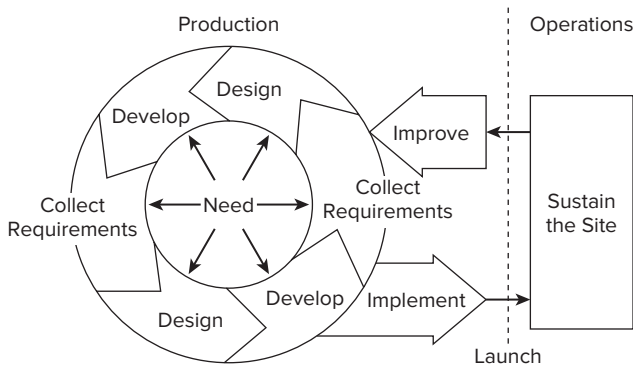 Production
Operations
Design
Develop
Improve
Collect
Requirements
Need
Collect
Requirements
Sustain
the Site
Develop
Implement
Design
Launch